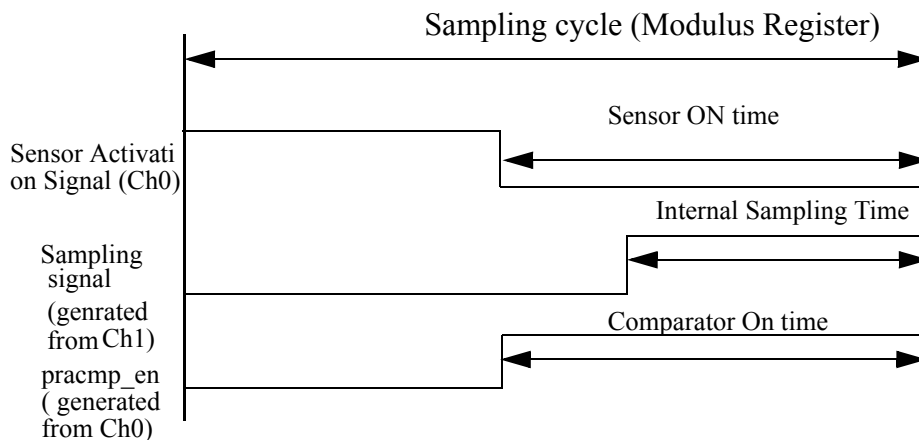 Sampling cycle (Modulus Register)
Sensor ON time
Sensor Activati
on Signal (Ch0)
Internal Sampling Time
Sampling
signal
(genrated
from Ch1)
Comparator On time
pracmp_en
( generated
from Ch0)